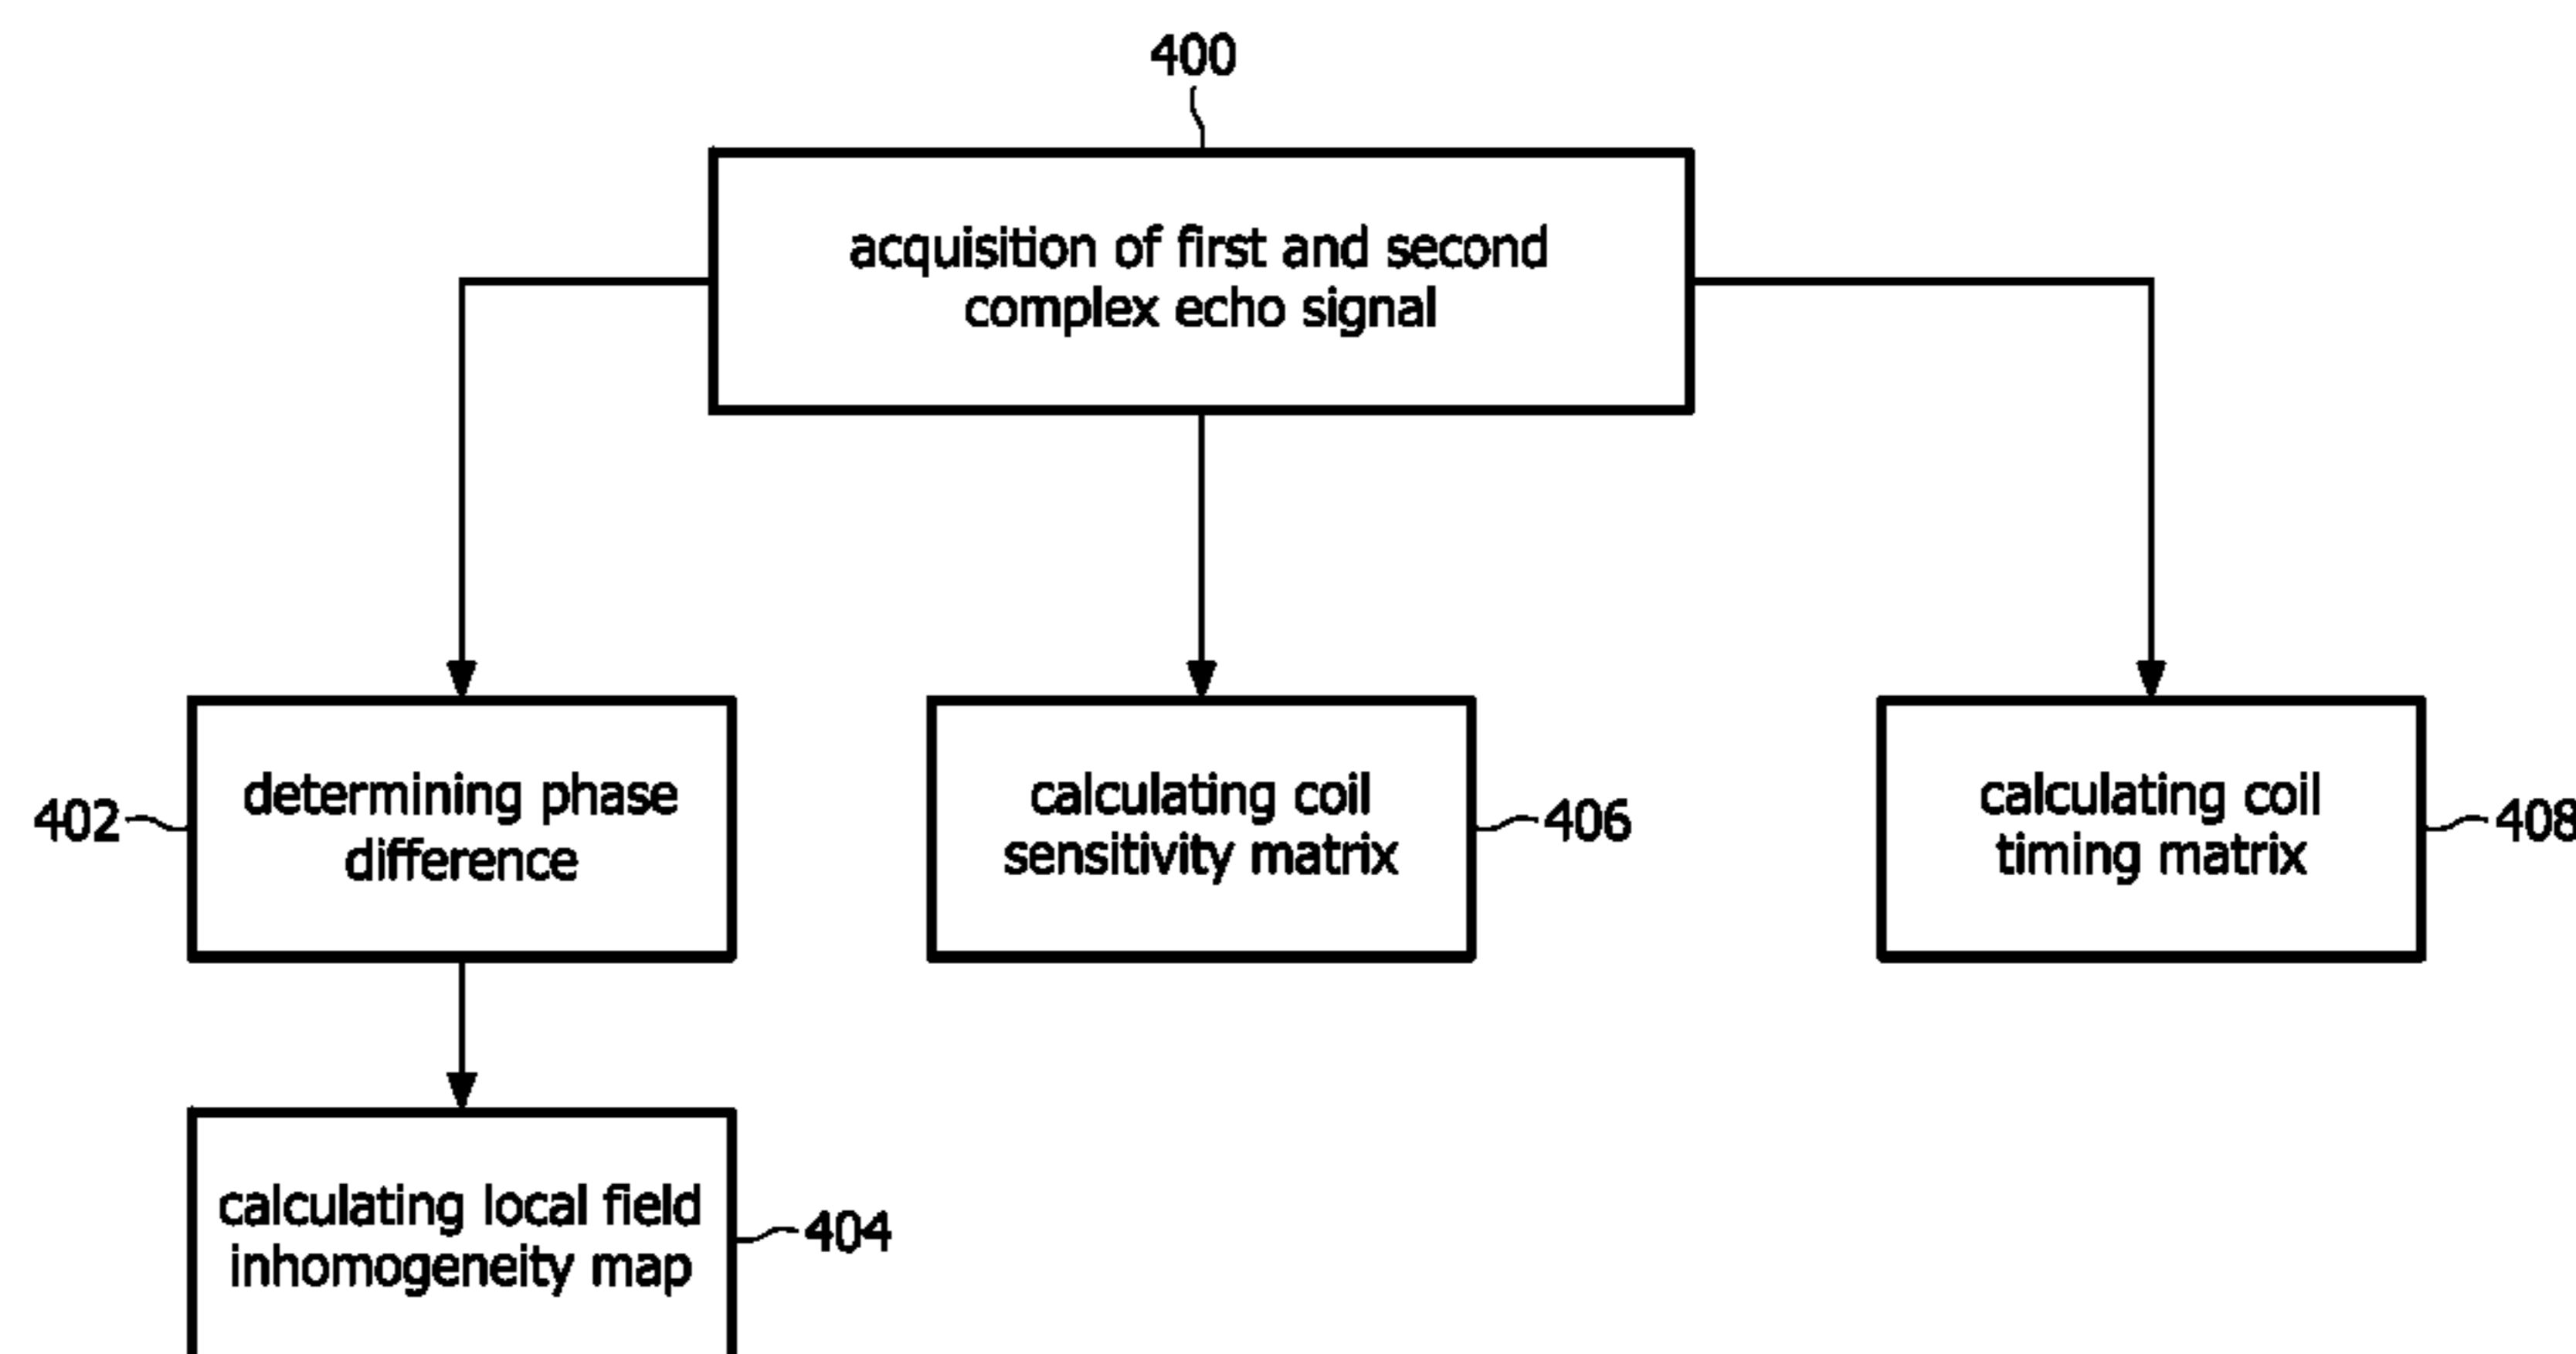 400
acquisition of first and second
complex echo signal
402
determining phase
difference
calculating coil
sensitivity matrix
406
calculating coil
timing matrix
408
calculating local field
inhomogeneity map
404